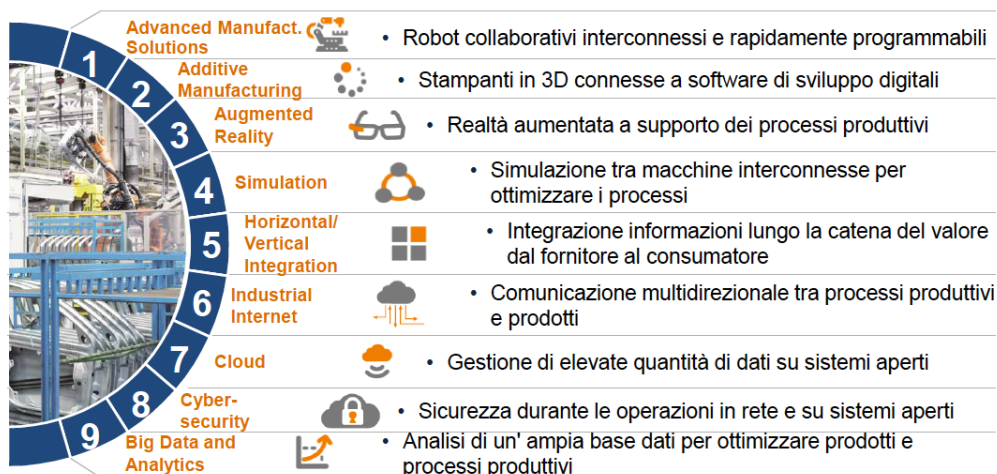 1
Advanced Manufact.
Solutions
• Robot collaborativi interconnessi e rapidamente programmabili
2
Additive
Manufacturing
• Stampanti in 3D connesse a software di sviluppo digitali
3
Augmented
Reality
• Realtà aumentata a supporto dei processi produttivi
4
Simulation
• Simulazione tra macchine interconnesse per
ottimizzare i processi
5
Horizontal/
Vertical
Integration
• Integrazione informazioni lungo la catena del valore
dal fornitore al consumatore
6
Industrial
Internet
• Comunicazione multidirezionale tra processi produttivi
e prodotti
7
Cloud
• Gestione di elevate quantità di dati su sistemi aperti
8
Cyber-
security
• Sicurezza durante le operazioni in rete e su sistemi aperti
9
Big Data and
Analytics
• Analisi di un' ampia base dati per ottimizzare prodotti e
processi produttivi